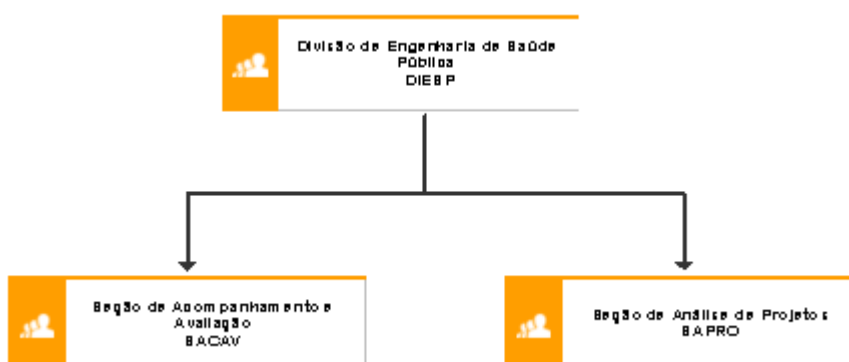 Divisão de Engenharia de Saúde
Pública
DIESP
Seção de Acompanhamento e
Avaliação
SACAV
Seção de Análise de Projetos
SAPRO